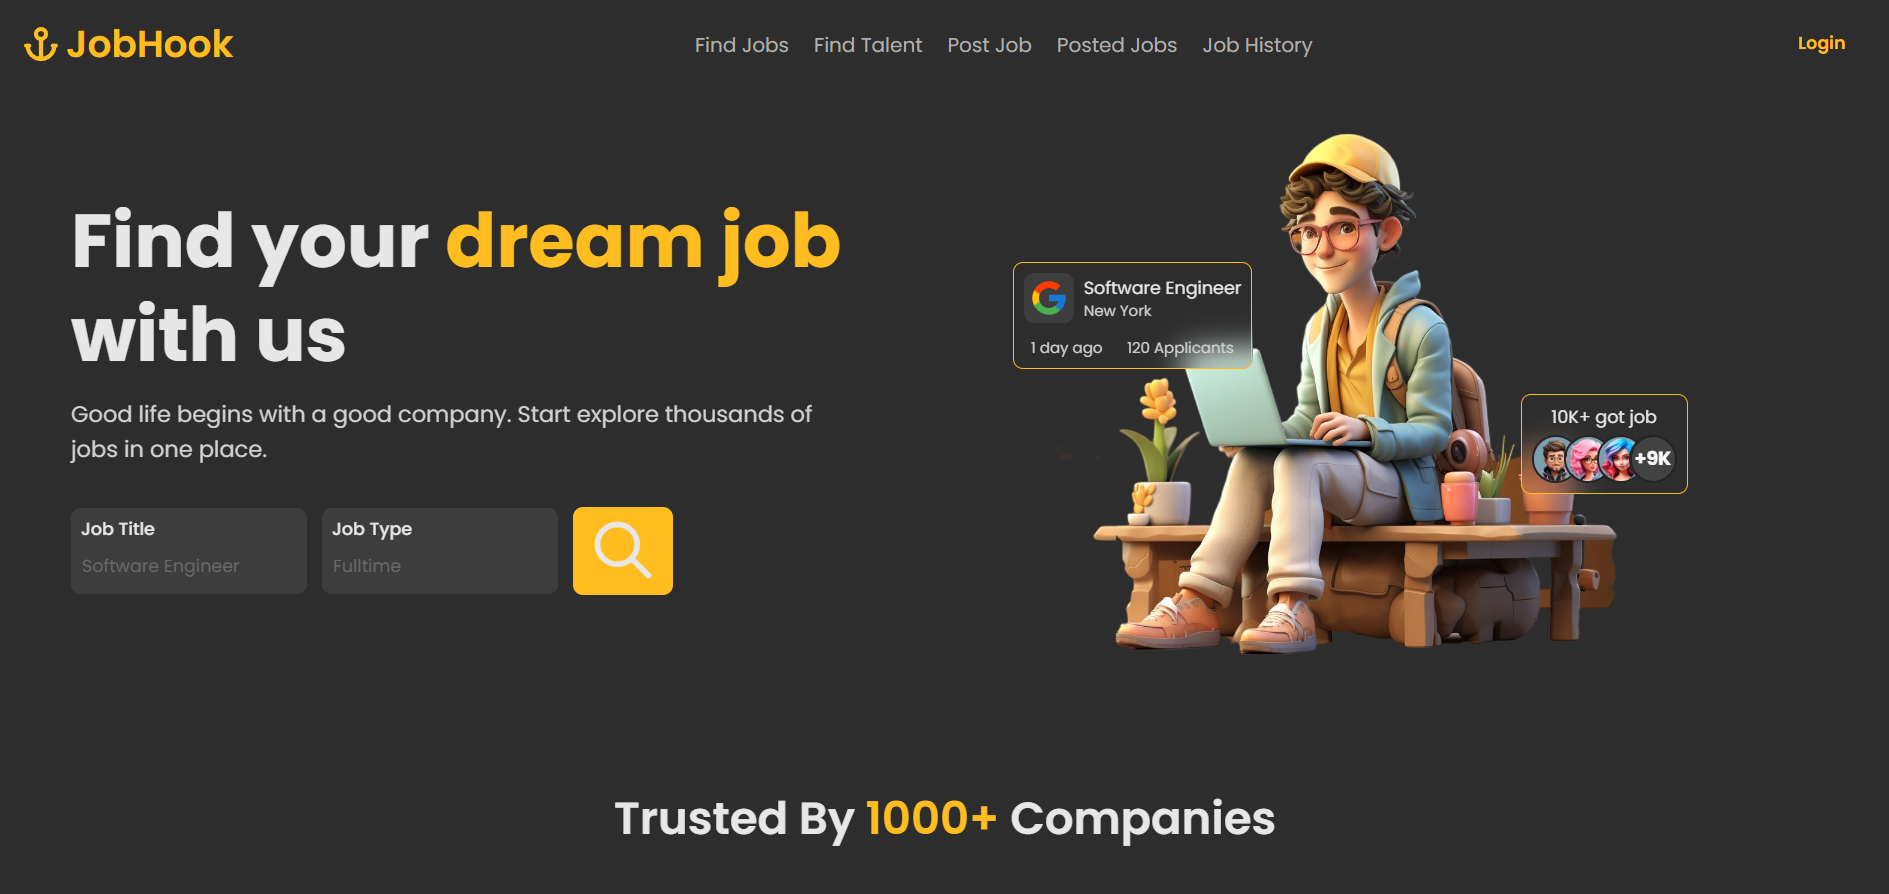 JobHook
Find Jobs
Find Talent
Post Job
Posted Jobs
Job History
Login
Find your dream job
with us
Good life begins with a good company. Start explore thousands of
jobs in one place.
Job Title
Software Engineer
Job Type
Fulltime
Software Engineer
New York
1 day ago
120 Applicants
10K+ got job
+9K
Trusted By 1000+ Companies